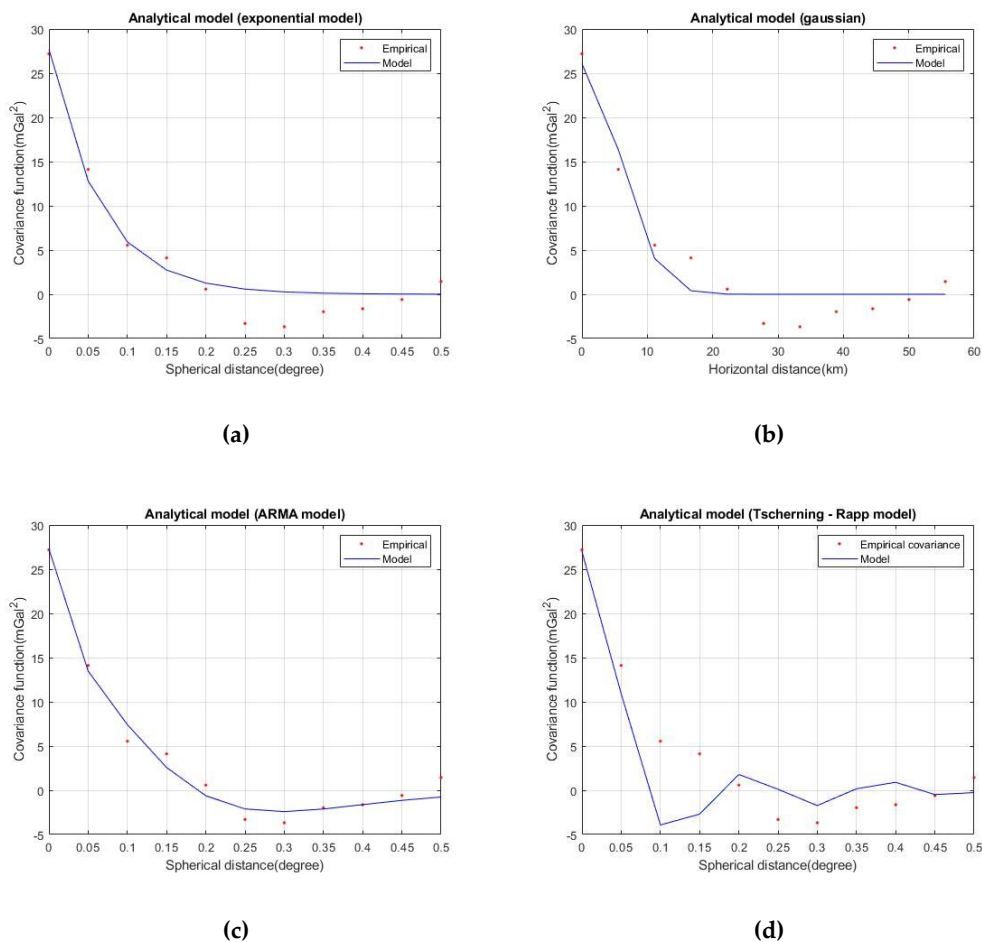 Analytical model (exponential model)
30
25
20
15
10
5
0
-5
Covariance function(mGal²)
Empirical
Model
0 0.05 0.1 0.15 0.2 0.25 0.3 0.35 0.4 0.45 0.5
Spherical distance(degree)
(a)
Analytical model (gaussian)
30
25
20
15
10
5
0
-5
Covariance function(mGal²)
Empirical
Model
0 10 20 30 40 50 60
Horizontal distance(km)
(b)
Analytical model (ARMA model)
30
25
20
15
10
5
0
-5
Covariance function(mGal²)
Empirical
Model
0 0.05 0.1 0.15 0.2 0.25 0.3 0.35 0.4 0.45 0.5
Spherical distance(degree)
(c)
Analytical model (Tscherning - Rapp model)
30
25
20
15
10
5
0
-5
Covariance function(mGal²)
Empirical covariance
Model
0 0.05 0.1 0.15 0.2 0.25 0.3 0.35 0.4 0.45 0.5
Spherical distance(degree)
(d)